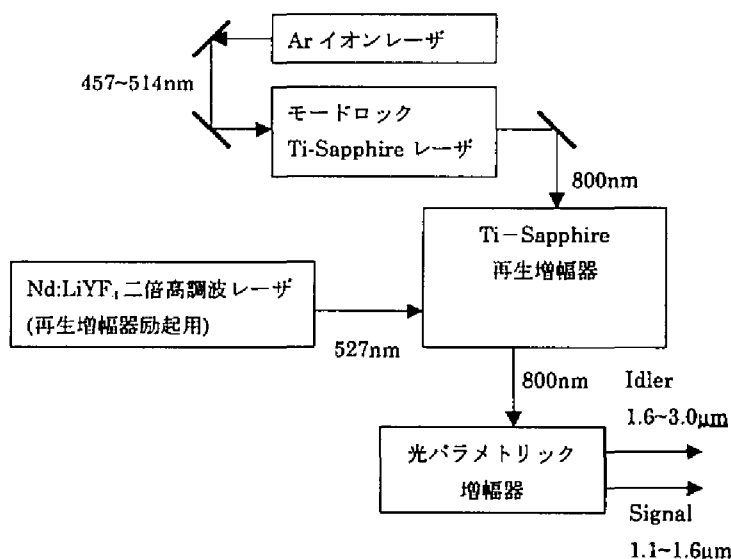 Ar イオンレーザ
457~514nm
モードロック
Ti-Sapphire レーザ
800nm
Ti－Sapphire
再生増幅器
Nd:LiYF₄ 二倍高調波レーザ
(再生増幅器励起用)
527nm
800nm
Idler
1.6~3.0μm
光パラメトリック
増幅器
Signal
1.1~1.6μm